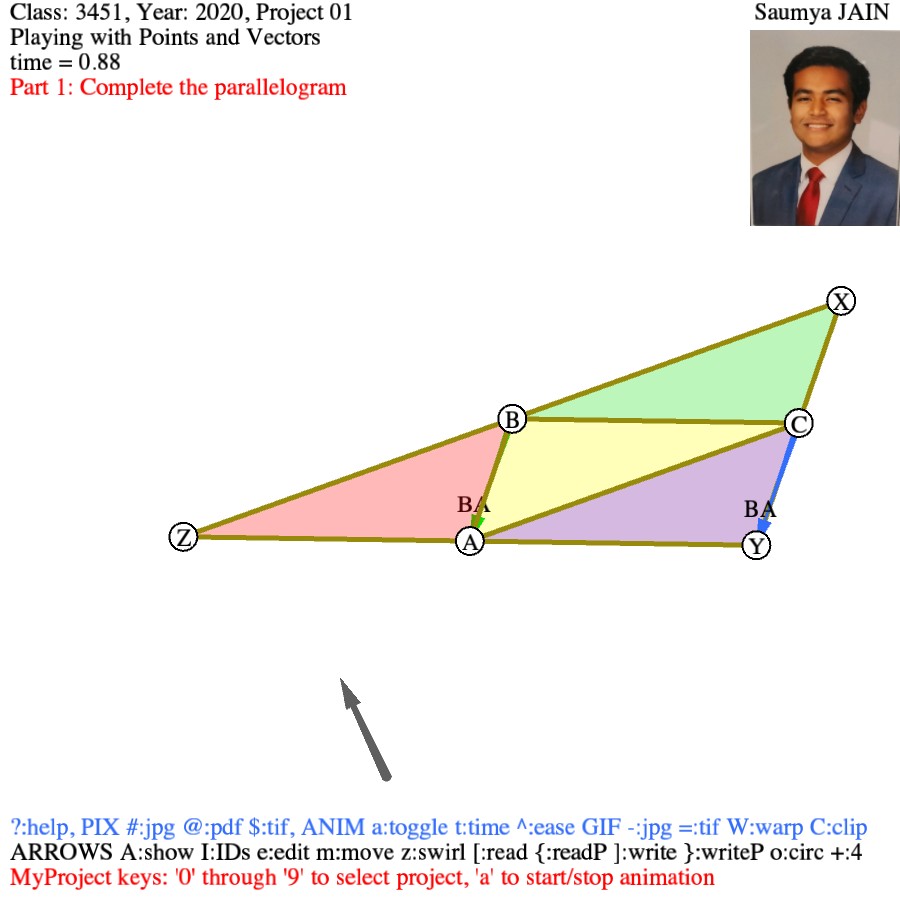 Class: 3451, Year: 2020, Project 01
Saumya JAIN
Playing with Points and Vectors
time = 0.88
Part 1: Complete the parallelogram
X
B
C
BA
BA
Z
A
Y
?:help, PIX #:jpg @:pdf $:tif, ANIM a:toggle t:time ^:ease GIF -:jpg =:tif W:warp C:clip
ARROWS A:show I:IDs e:edit m:move z:swirl [:read {:readP ]:write }:writeP o:circ +:4
MyProject keys: '0' through '9' to select project, 'a' to start/stop animation